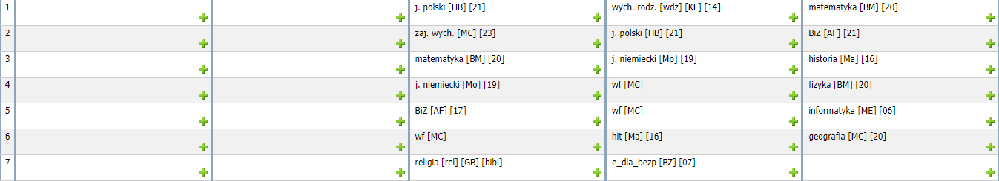 1 j. polski [HB] [21] wych. rodz. [wdz] [KF] [14] matematyka [BM] [20]
2 zaj. wych. [MC] [23] j. polski [HB] [21] BiZ [AF] [21]
3 matematyka [BM] [20] j. niemiecki [Mo] [19] historia [Ma] [16]
4 j. niemiecki [Mo] [19] wf [MC] fizyka [BM] [20]
5 BiZ [AF] [17] wf [MC] informatyka [ME] [06]
6 wf [MC] hit [Ma] [16] geografia [MC] [20]
7 religia [rel] [GB] [bibl] e_dla_bezp [BZ] [07]